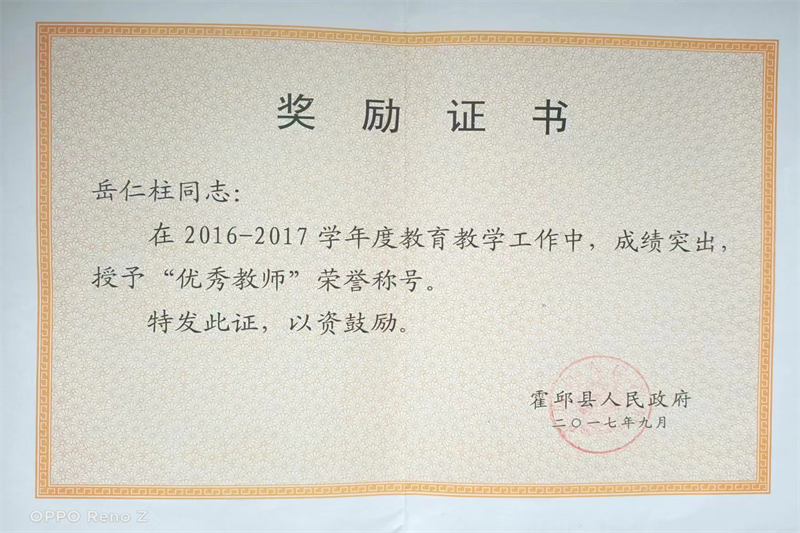 奖励证书
岳仁柱同志：
在2016-2017学年度教育教学工作中，成绩突出，
授予“优秀教师”荣誉称号。
特发此证，以资鼓励。
霍邱县人民政府
二〇一七年九月
OPPO Reno Z